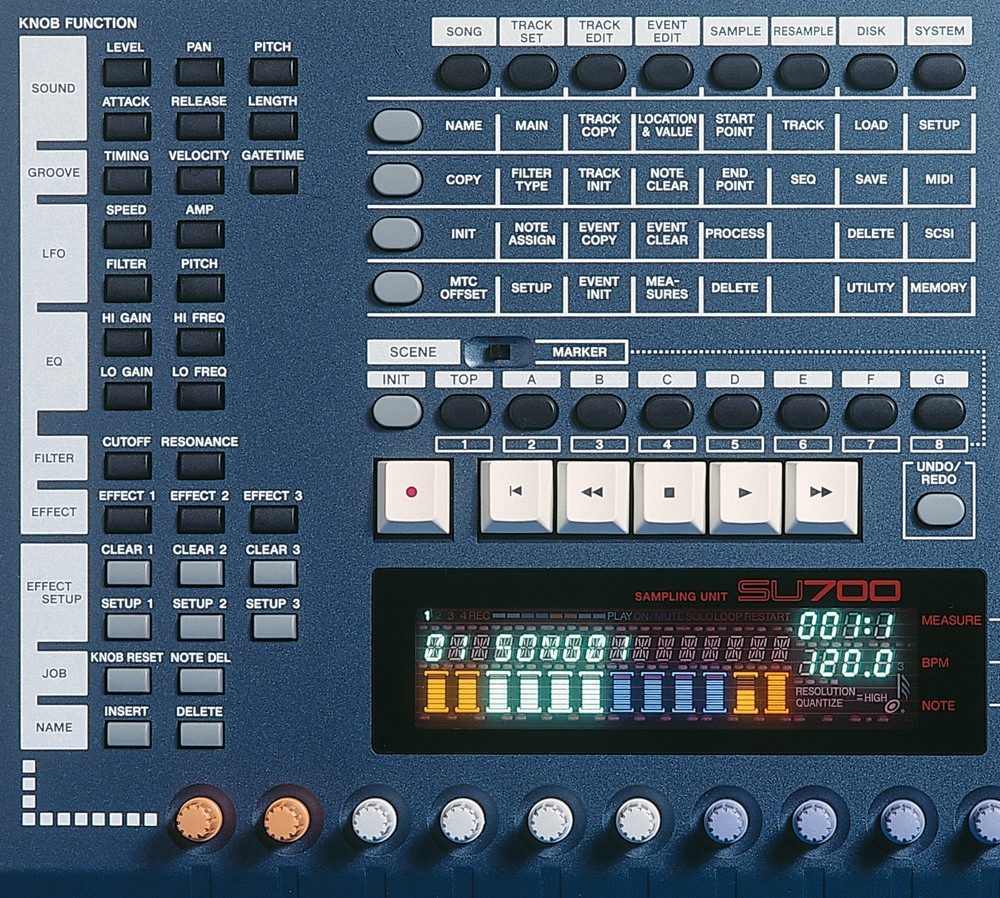 KNOB FUNCTION
SOUND
LEVEL PAN PITCH
ATTACK RELEASE LENGTH
GROOVE
TIMING VELOCITY GATETIME
LFO
SPEED AMP
FILTER PITCH
EQ
HI GAIN HI FREQ
LO GAIN LO FREQ
FILTER
CUTOFF RESONANCE
EFFECT
EFFECT 1 EFFECT 2 EFFECT 3
EFFECT
SETUP
CLEAR 1 CLEAR 2 CLEAR 3
SETUP 1 SETUP 2 SETUP 3
JOB
KNOB RESET NOTE DEL
NAME
INSERT DELETE
SONG TRACK SET TRACK EDIT EVENT EDIT SAMPLE RESAMPLE DISK SYSTEM
NAME MAIN TRACK COPY LOCATION & VALUE START POINT TRACK LOAD SETUP
COPY FILTER TYPE TRACK INIT NOTE CLEAR END POINT SEQ SAVE MIDI
INIT NOTE ASSIGN EVENT COPY EVENT CLEAR PROCESS DELETE SCSI
MTC OFFSET SETUP EVENT INIT MEA- SURES DELETE UTILITY MEMORY
SCENE MARKER
INIT TOP A B C D E F G
1 2 3 4 5 6 7 8
UNDO/
REDO
SAMPLING UNIT SU700
1 2 3 4 REC PLAY ON/MUTE SOLO LOOP RESTART
001:1
MEASURE
120.0
BPM
RESOLUTION
QUANTIZE =HIGH
NOTE